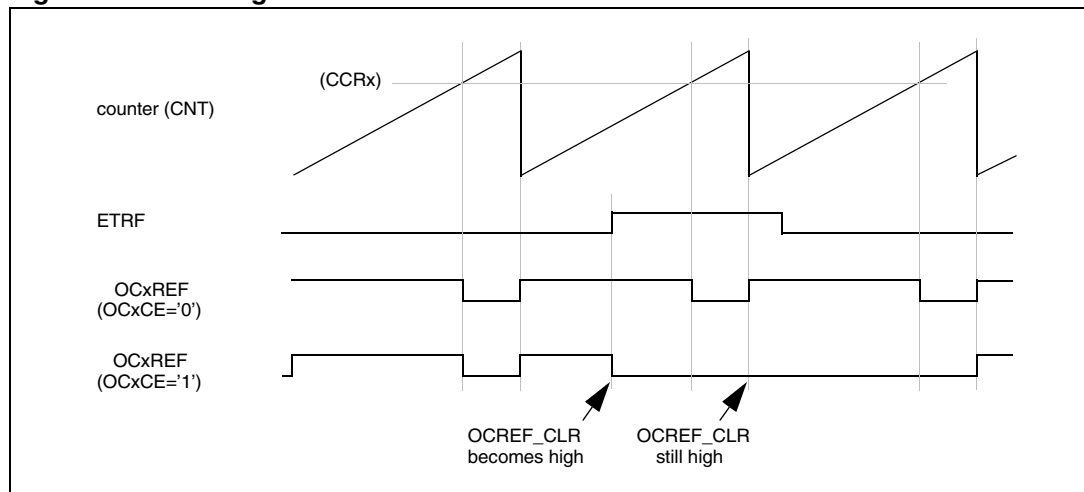 (CCRx)
counter (CNT)
ETRF
OCxREF
(OCxCE='0')
OCxREF
(OCxCE='1')
OCREF_CLR
becomes high
OCREF_CLR
still high